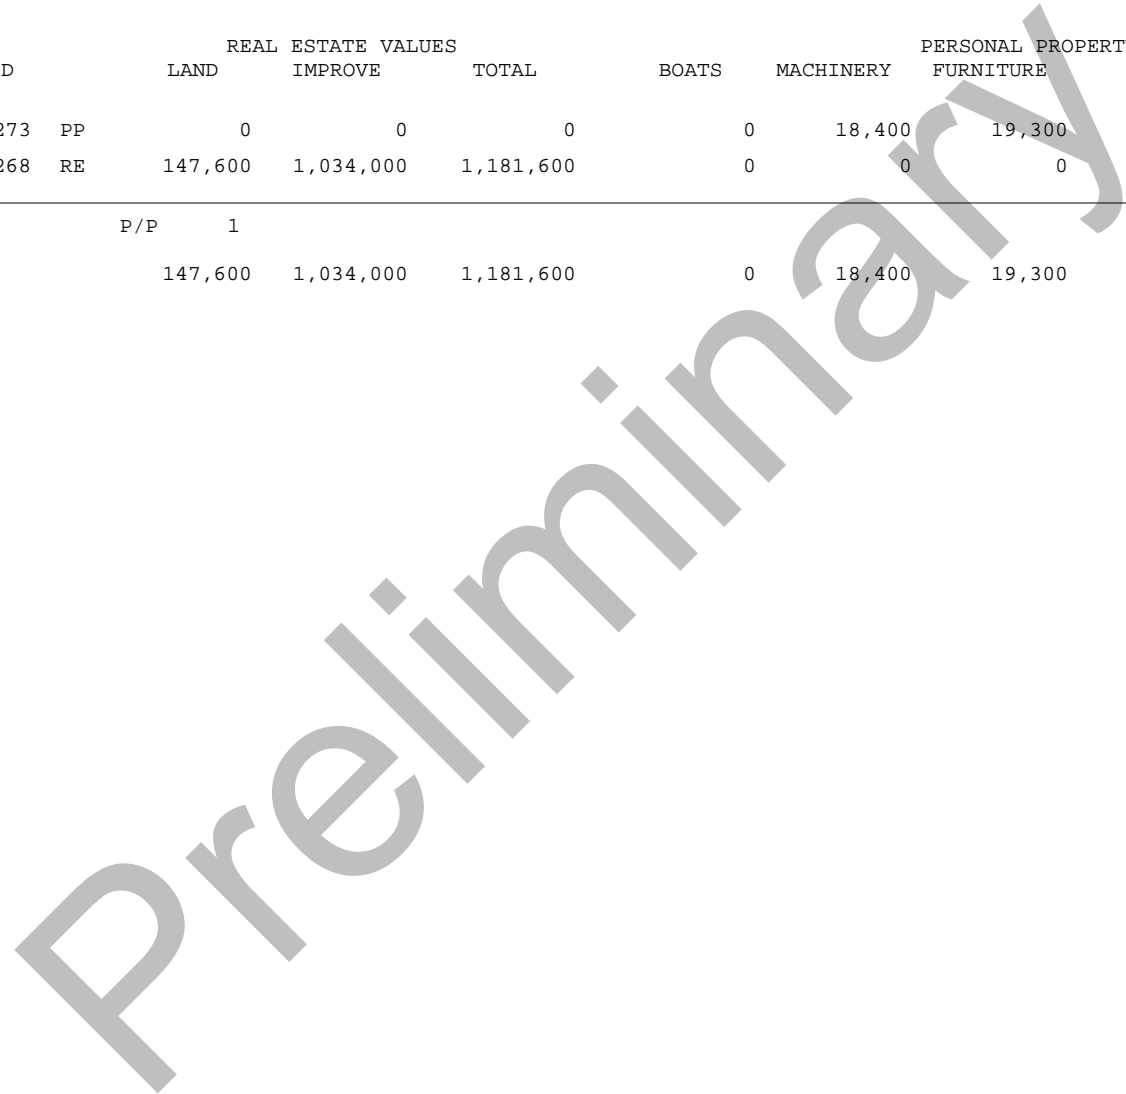 REAL ESTATE VALUES PERSONAL PROPERT
D LAND IMPROVE TOTAL BOATS MACHINERY FURNITURE
273 PP 0 0 0 0 18,400 19,300
268 RE 147,600 1,034,000 1,181,600 0 0 0
P/P 1
147,600 1,034,000 1,181,600 0 18,400 19,300
Preliminary